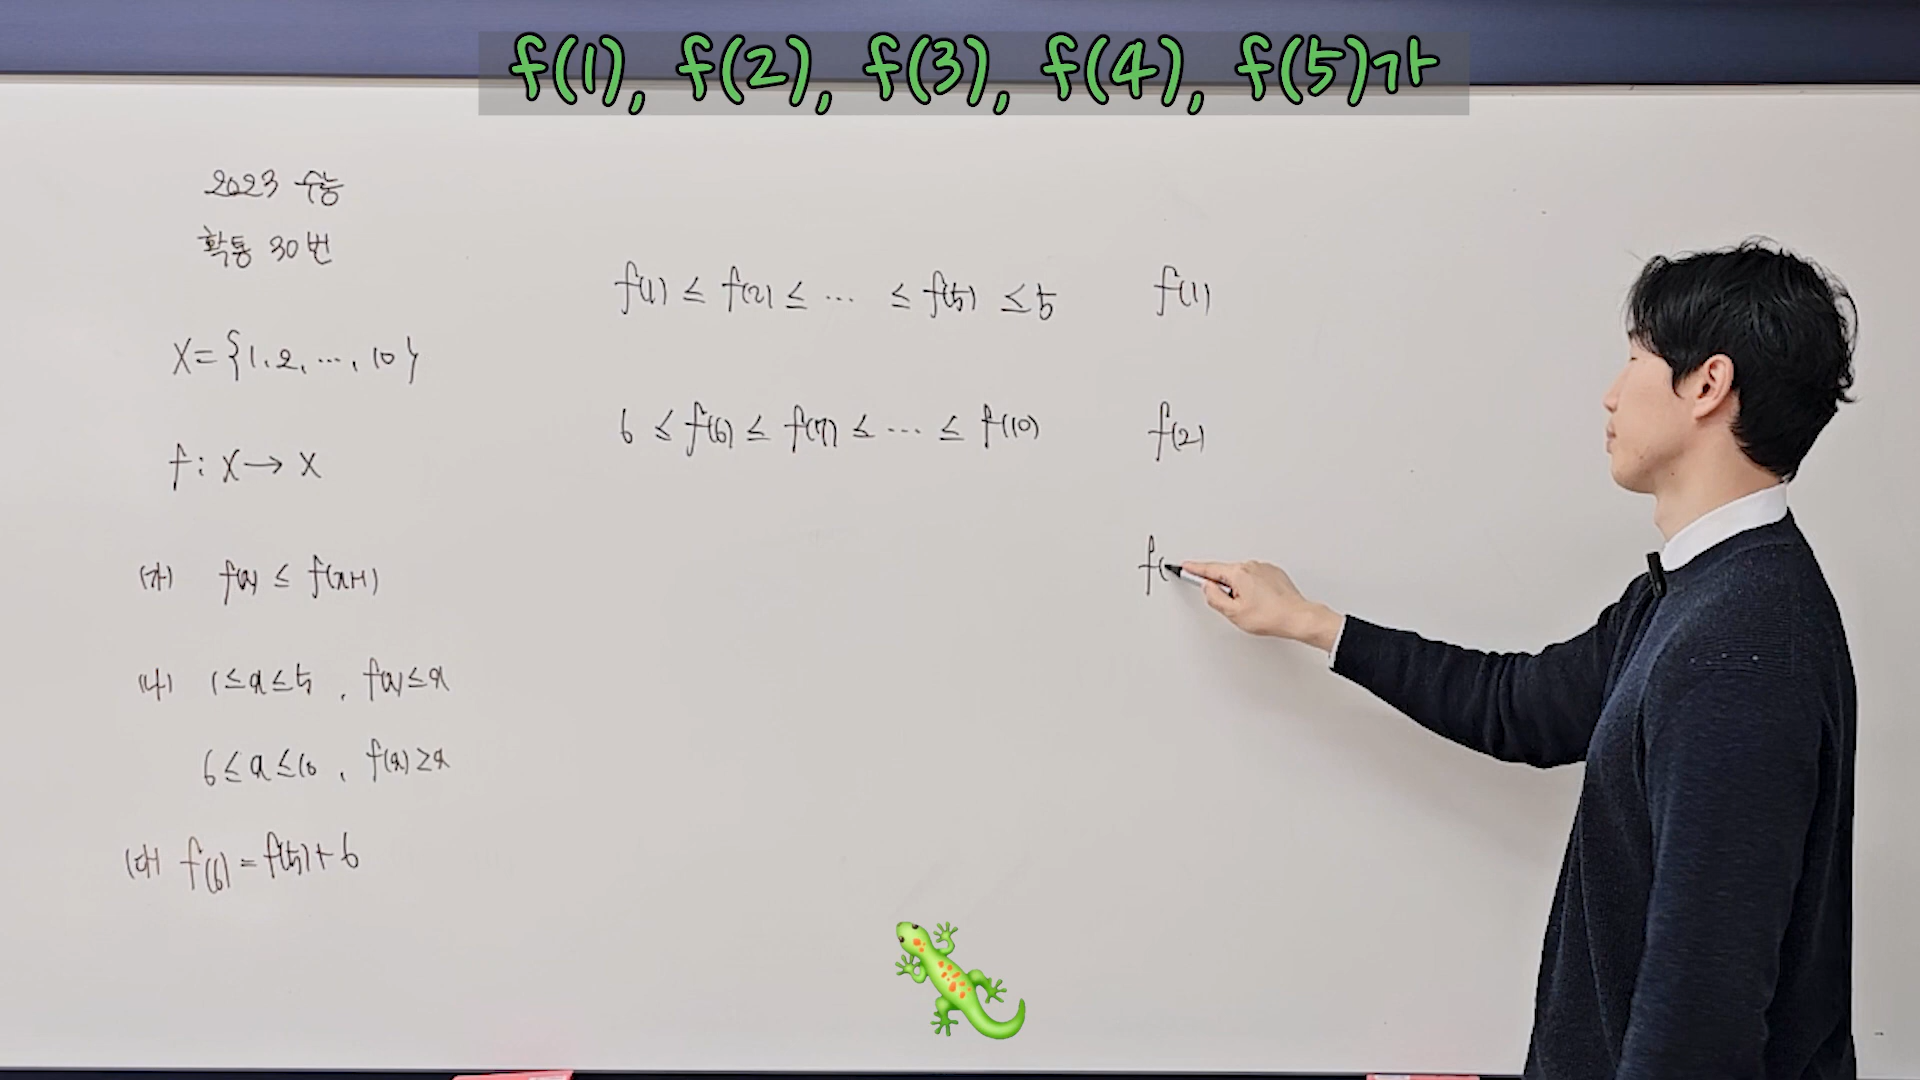 f(1), f(2), f(3), f(4), f(5)가
2023 수능
확통 30번
X={1,2,…,10}
f: X→X
(가) f(x) ≤ f(x+1)
(나) 1≤x≤5, f(x)≤x
6≤x≤10, f(x)≥x
(다) f(6)=f(5)+6
f(1) ≤ f(2) ≤ … ≤ f(5) ≤5
6 ≤ f(6) ≤ f(7) ≤ … ≤ f(10)
f(1)
f(2)
f(